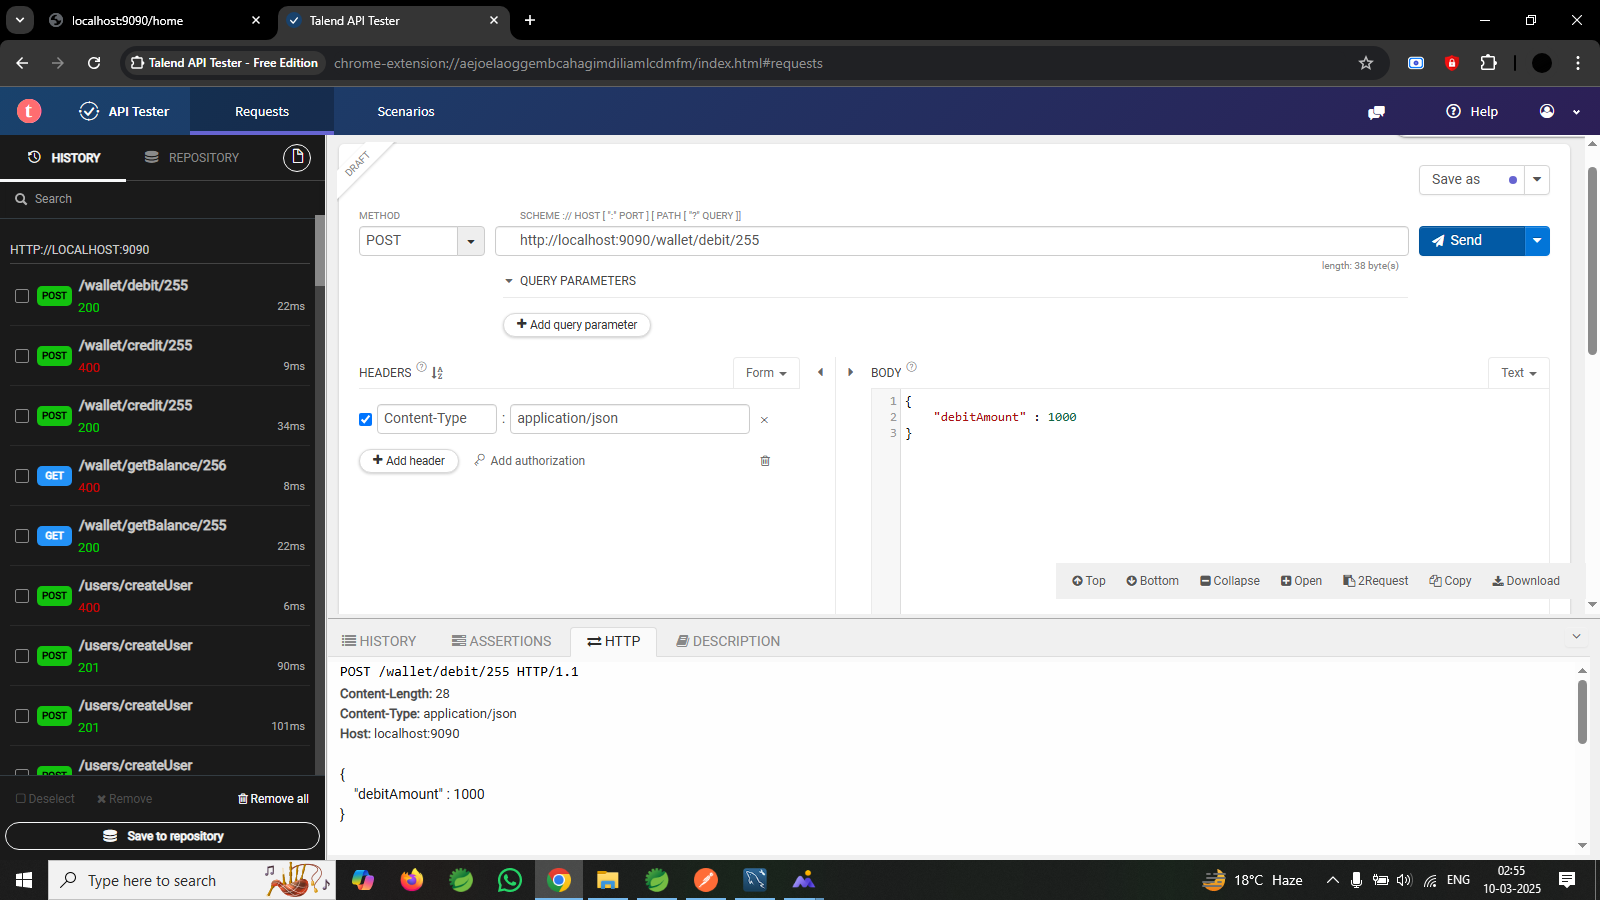 localhost:9090/home
Talend API Tester
Talend API Tester - Free Edition
chrome-extension://aejoelaoggembcahagimdiliamlcdmfm/index.html#requests
t
API Tester
Requests
Scenarios
Help
HISTORY
REPOSITORY
Search
HTTP://LOCALHOST:9090
POST /wallet/debit/255
200 22ms
POST /wallet/credit/255
400 9ms
POST /wallet/credit/255
200 34ms
GET /wallet/getBalance/256
400 8ms
GET /wallet/getBalance/255
200 22ms
POST /users/createUser
400 6ms
POST /users/createUser
201 90ms
POST /users/createUser
201 101ms
POST /users/createUser
Deselect Remove Remove all
Save to repository
DRAFT
Save as
METHOD
SCHEME :// HOST [ ":" PORT ] [ PATH [ "?" QUERY ]]
POST
http://localhost:9090/wallet/debit/255
Send
length: 38 byte(s)
QUERY PARAMETERS
Add query parameter
HEADERS ?
Form
Content-Type : application/json ×
Add header
Add authorization
BODY ?
Text
1 {
2 "debitAmount" : 1000
3 }
Top Bottom Collapse Open 2Request Copy Download
HISTORY ASSERTIONS HTTP DESCRIPTION
POST /wallet/debit/255 HTTP/1.1
Content-Length: 28
Content-Type: application/json
Host: localhost:9090
{
"debitAmount" : 1000
}
Type here to search
18°C Haze
ENG
02:55
10-03-2025